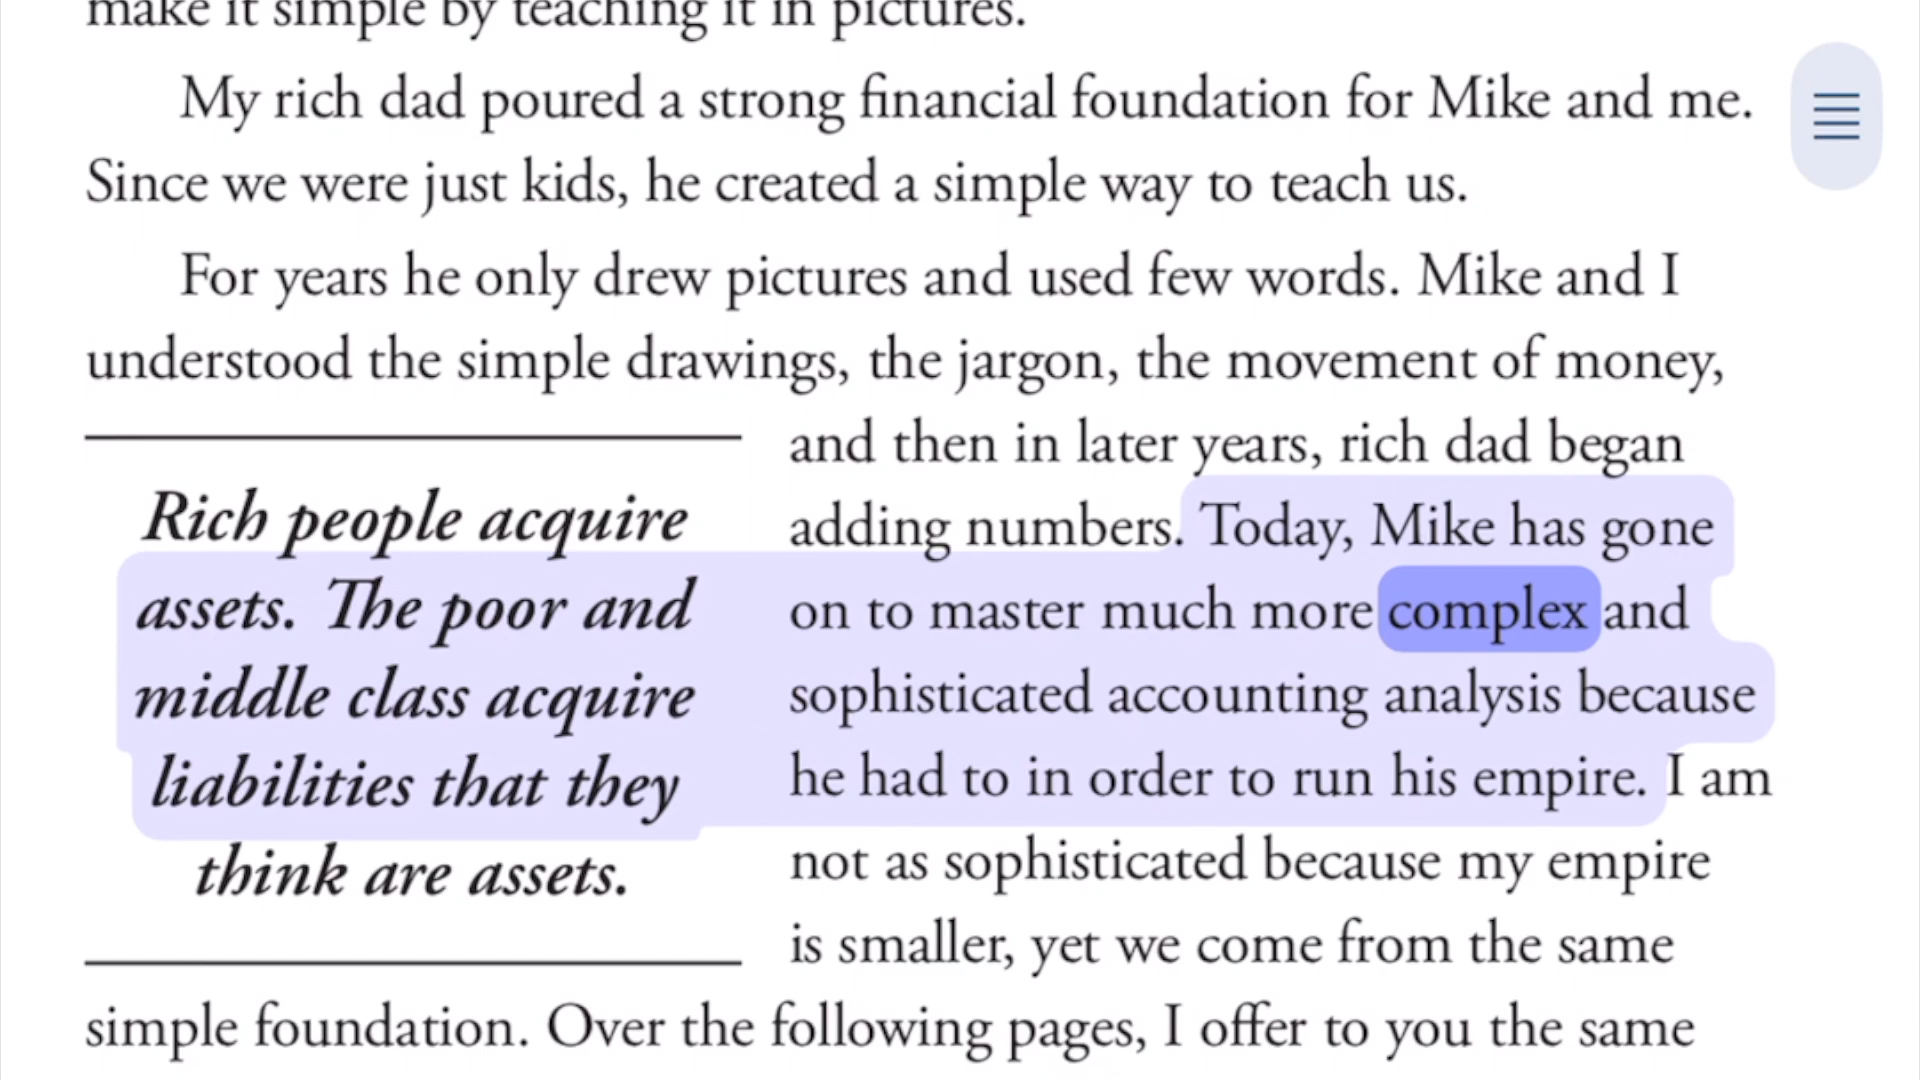 make it simple by teaching it in pictures.
My rich dad poured a strong financial foundation for Mike and me.
Since we were just kids, he created a simple way to teach us.
For years he only drew pictures and used few words. Mike and I
understood the simple drawings, the jargon, the movement of money,
and then in later years, rich dad began
adding numbers. Today, Mike has gone
on to master much more complex and
sophisticated accounting analysis because
he had to in order to run his empire. I am
not as sophisticated because my empire
is smaller, yet we come from the same
Rich people acquire
assets. The poor and
middle class acquire
liabilities that they
think are assets.
simple foundation. Over the following pages, I offer to you the same